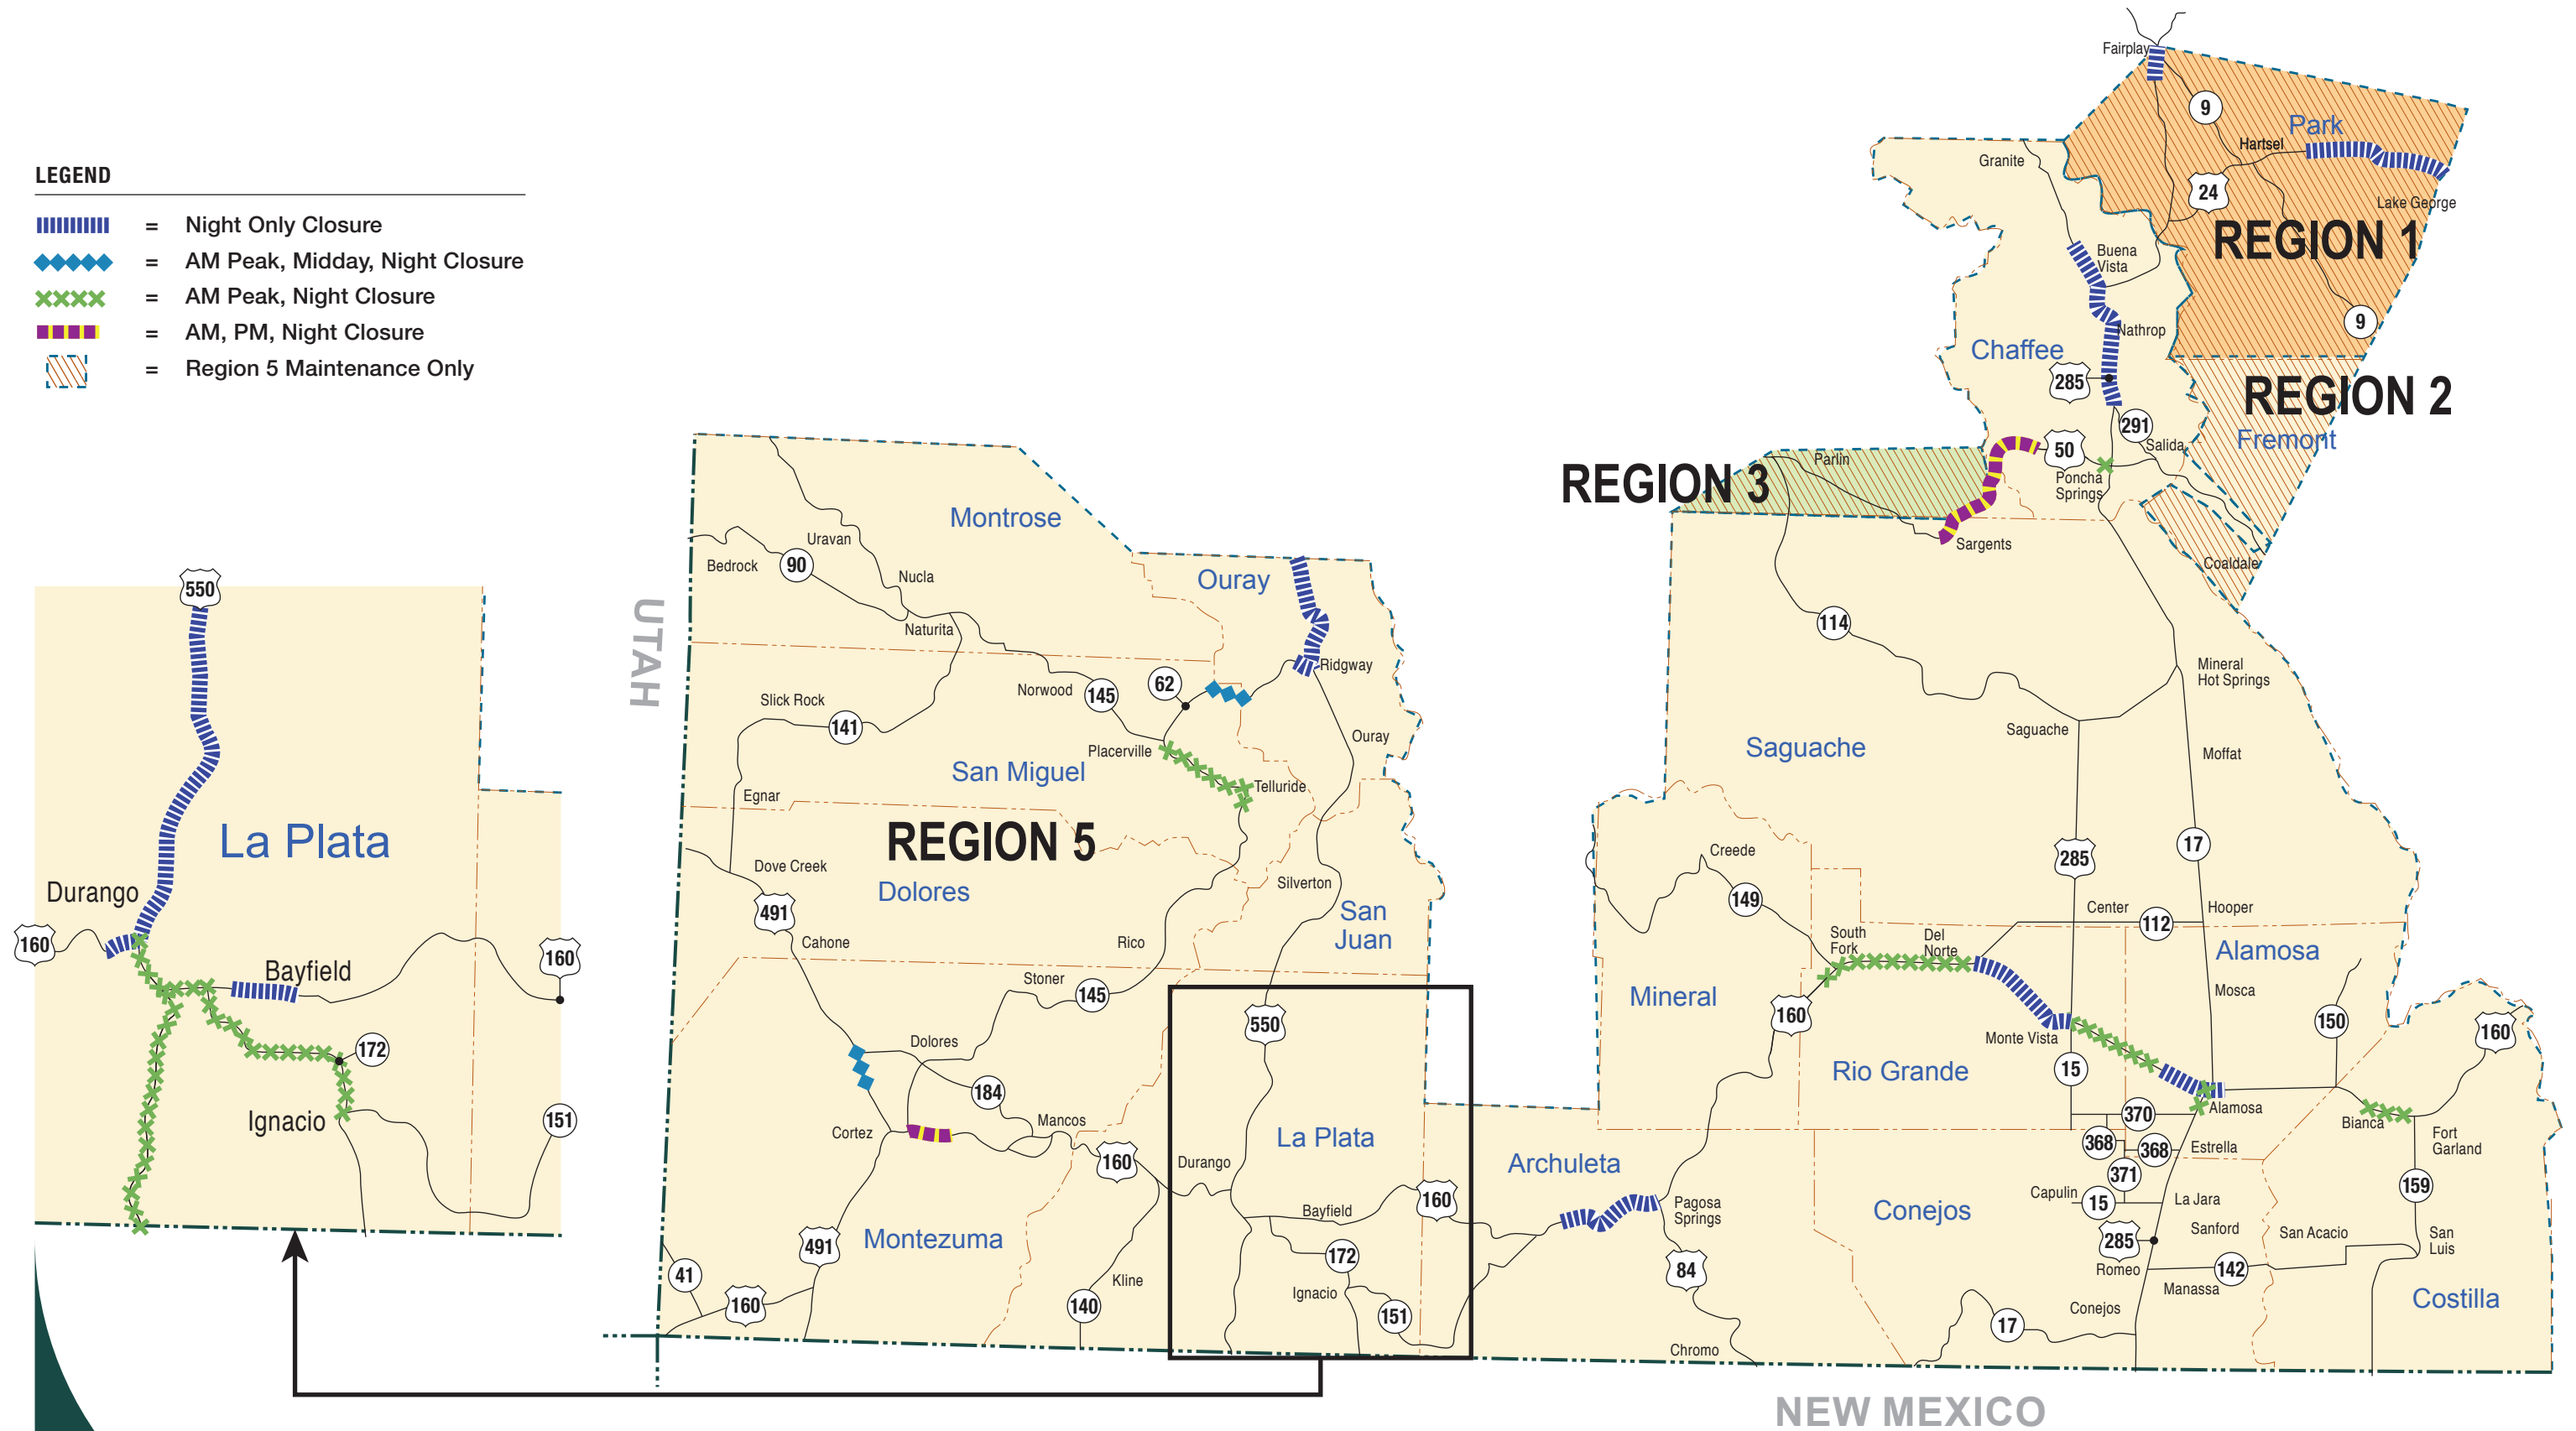 LEGEND
= Night Only Closure
= AM Peak, Midday, Night Closure
= AM Peak, Night Closure
= AM, PM, Night Closure
= Region 5 Maintenance Only
550
La Plata
Durango
160
Bayfield
160
172
Ignacio
151
UTAH
Montrose
Uravan
Bedrock
90
Nucla
Naturita
Ouray
Ridgway
62
Norwood
145
Slick Rock
141
Placerville
Ouray
San Miguel
Telluride
Egnar
REGION 5
Dove Creek
Dolores
491
Silverton
San
Juan
Cahone
Rico
Stoner
145
550
Dolores
184
Mancos
Cortez
160
La Plata
Durango
Bayfield
160
491
Montezuma
172
41
Kline
Ignacio
160
140
151
Fairplay
9
Park
Hartsel
Granite
24
Lake George
REGION 1
Buena
Vista
9
Nathrop
Chaffee
285
REGION 2
291
Fremont
50
Salida
REGION 3
Parlin
Poncha
Springs
Sargents
Coaldale
114
Mineral
Hot Springs
Saguache
Saguache
Moffat
17
285
Creede
149
Center
112
Hooper
South
Fork
Del
Norte
Alamosa
Mineral
Mosca
160
150
160
Monte Vista
15
Rio Grande
370
Alamosa
Bianca
Fort
Garland
368
368
Estrella
Archuleta
371
159
Capulin
15
La Jara
Pagosa
Springs
Conejos
Sanford
San Acacio
San
Luis
285
84
Romeo
142
Manassa
Costilla
Conejos
17
Chromo
NEW MEXICO